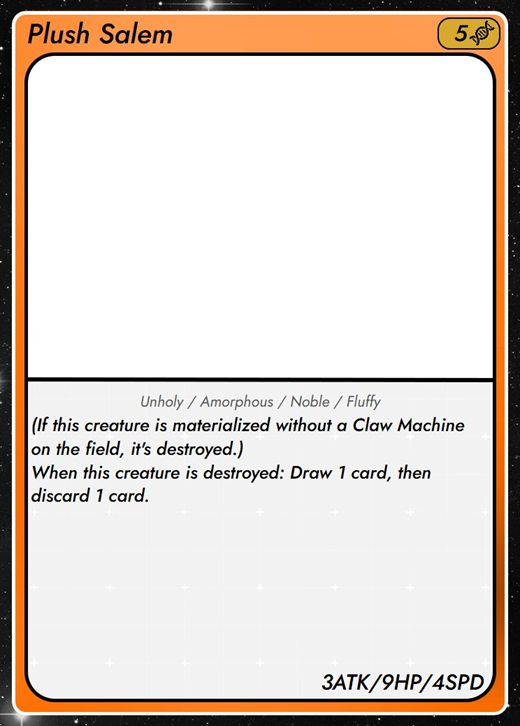 Plush Salem
5
Unholy / Amorphous / Noble / Fluffy
(If this creature is materialized without a Claw Machine
on the field, it's destroyed.)
When this creature is destroyed: Draw 1 card, then
discard 1 card.
3ATK/9HP/4SPD